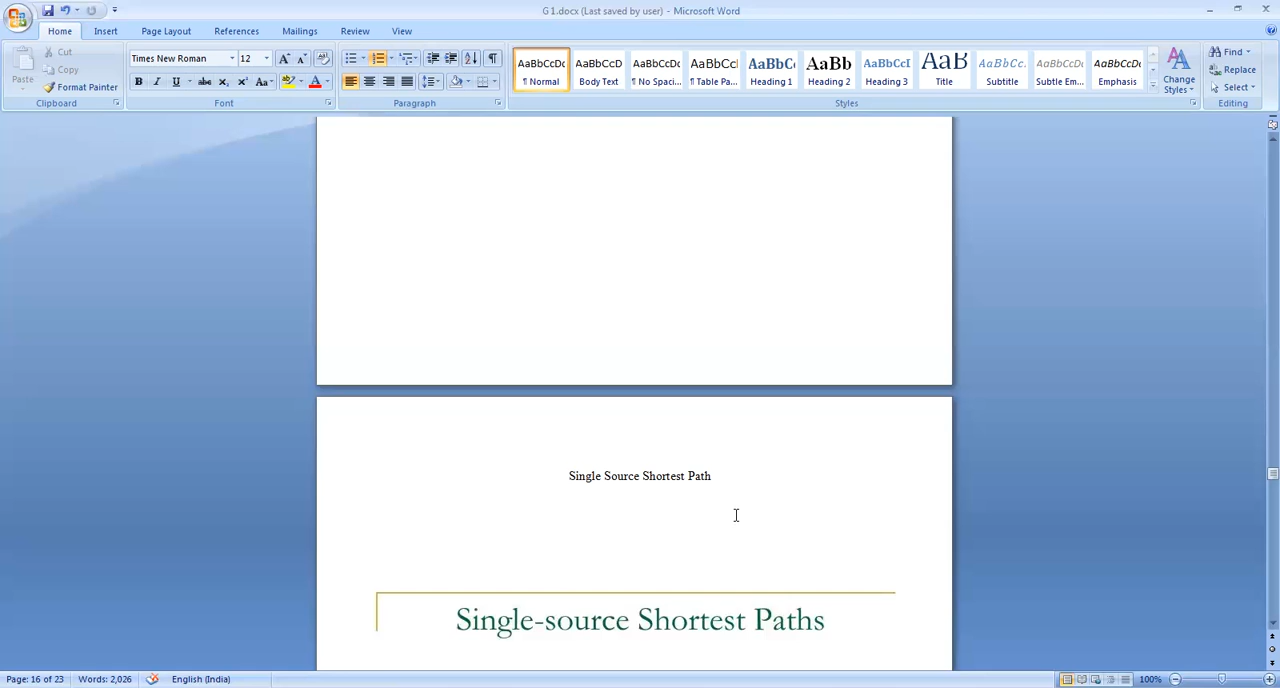 G 1.docx (Last saved by user) - Microsoft Word
Home Insert Page Layout References Mailings Review View
Paste
Cut
Copy
Format Painter
Clipboard
Times New Roman 12
Font
Paragraph
AaBbCcDc AaBbCcD AaBbCcDc AaBbCcI AaBbC AaBb AaBbCcI AaB AaBbCc. AaBbCcDc AaBbCcDc
¶ Normal Body Text ¶ No Spaci... ¶ Table Pa... Heading 1 Heading 2 Heading 3 Title Subtitle Subtle Em... Emphasis
Change Styles
Styles
Find
Replace
Select
Editing
Single Source Shortest Path
Single-source Shortest Paths
Page: 16 of 23 Words: 2,026 English (India) 100%